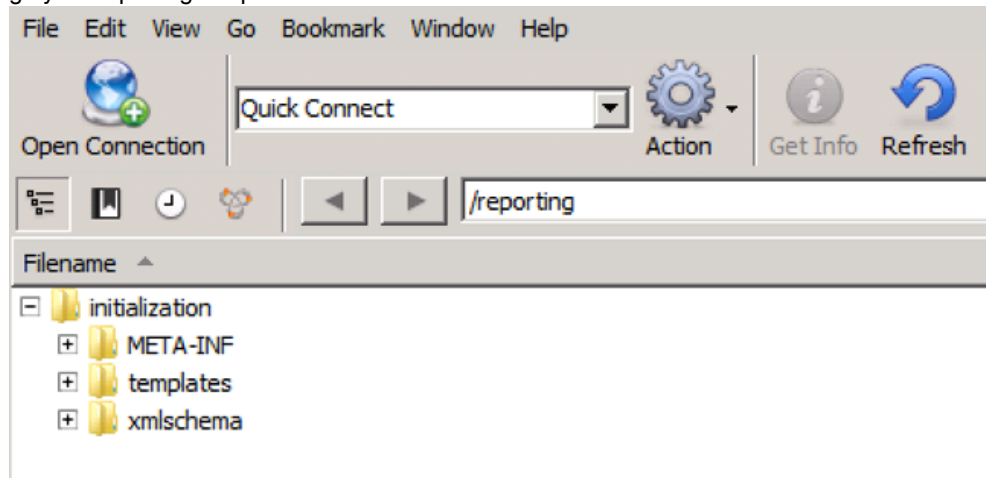 File Edit View Go Bookmark Window Help
Quick Connect
Open Connection Action Get Info Refresh
/reporting
Filename
initialization
META-INF
templates
xmlschema